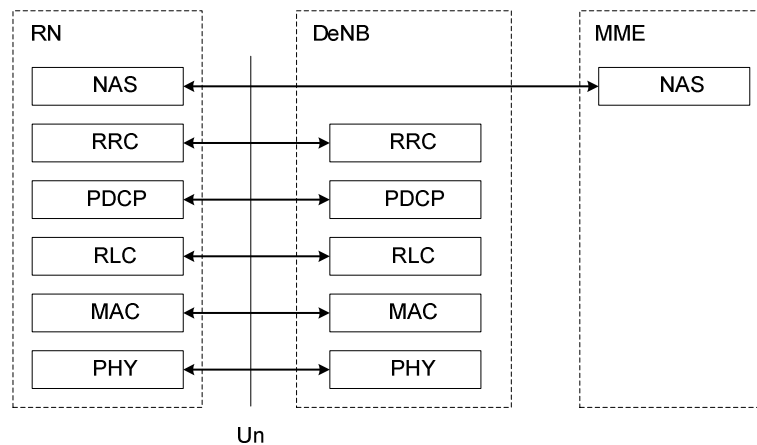 RN DeNB MME
NAS NAS
RRC RRC
PDCP PDCP
RLC RLC
MAC MAC
PHY PHY
Un